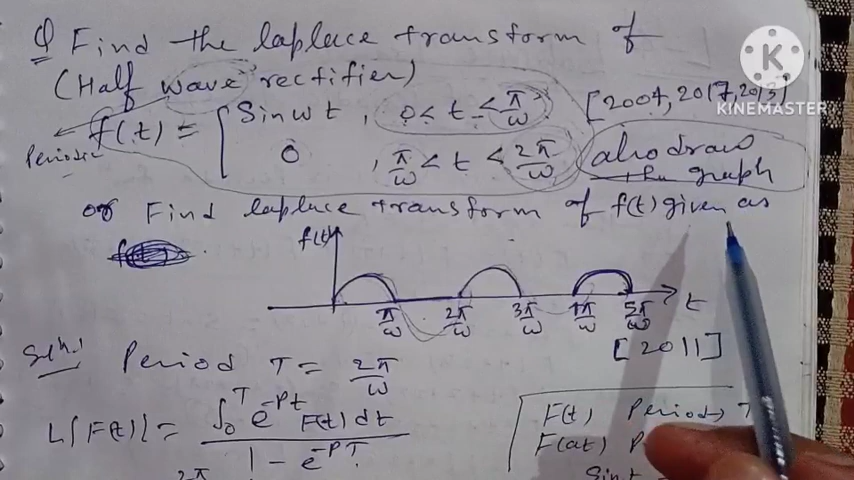 Q Find the laplace transform of
(Half wave rectifier)
f(t) = { Sin ωt , 0 < t < π/ω [2004, 2017, 2013]
0 , π/ω < t < 2π/ω also draw the graph
Periodic
K
KINEMASTER
or Find laplace transform of f(t) given as
f(t)
π/ω 2π/ω 3π/ω 4π/ω 5π/ω t
[2011]
Soln. Period T = 2π/ω
L{F(t)} = ∫₀ᵀ e^-Pt F(t) dt
1 - e^-PT
F(t) Period T
F(at) P
Sin t
2π